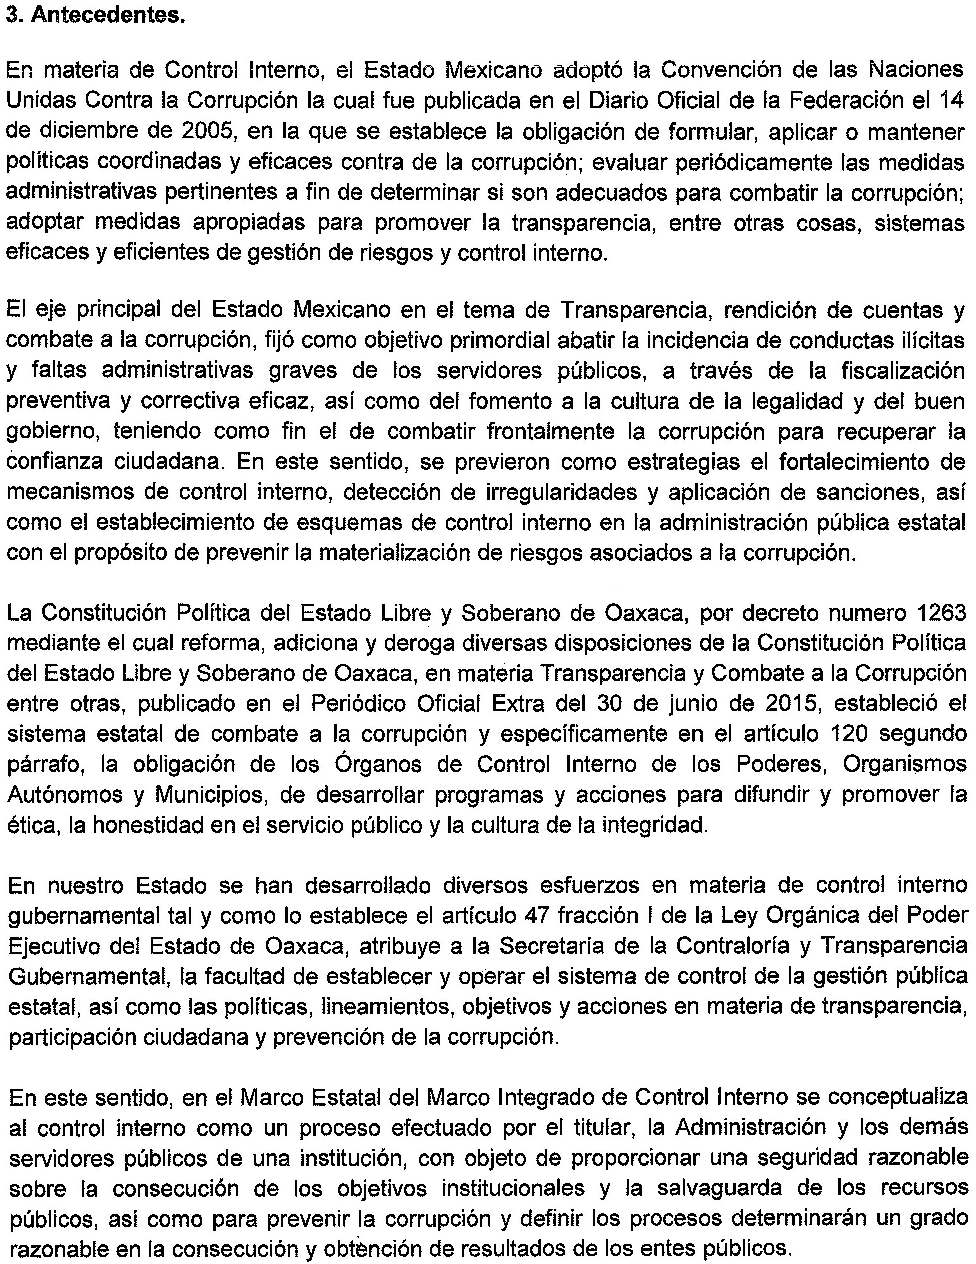 3. Antecedentes.
En materia de Control Interno, el Estado Mexicano adoptó la Convención de las Naciones
Unidas Contra la Corrupción la cual fue publicada en el Diario Oficial de la Federación el 14
de diciembre de 2005, en la que se establece la obligación de formular, aplicar o mantener
políticas coordinadas y eficaces contra de la corrupción; evaluar periódicamente las medidas
administrativas pertinentes a fin de determinar si son adecuados para combatir la corrupción;
adoptar medidas apropiadas para promover la transparencia, entre otras cosas, sistemas
eficaces y eficientes de gestión de riesgos y control interno.
El eje principal del Estado Mexicano en el tema de Transparencia, rendición de cuentas y
combate a la corrupción, fijó como objetivo primordial abatir la incidencia de conductas ilícitas
y faltas administrativas graves de los servidores públicos, a través de la fiscalización
preventiva y correctiva eficaz, así como del fomento a la cultura de la legalidad y del buen
gobierno, teniendo como fin el de combatir frontalmente la corrupción para recuperar la
confianza ciudadana. En este sentido, se previeron como estrategias el fortalecimiento de
mecanismos de control interno, detección de irregularidades y aplicación de sanciones, así
como el establecimiento de esquemas de control interno en la administración pública estatal
con el propósito de prevenir la materialización de riesgos asociados a la corrupción.
La Constitución Política del Estado Libre y Soberano de Oaxaca, por decreto numero 1263
mediante el cual reforma, adiciona y deroga diversas disposiciones de la Constitución Política
del Estado Libre y Soberano de Oaxaca, en materia Transparencia y Combate a la Corrupción
entre otras, publicado en el Periódico Oficial Extra del 30 de junio de 2015, estableció el
sistema estatal de combate a la corrupción y específicamente en el artículo 120 segundo
párrafo, la obligación de los Órganos de Control Interno de los Poderes, Organismos
Autónomos y Municipios, de desarrollar programas y acciones para difundir y promover la
ética, la honestidad en el servicio público y la cultura de la integridad.
En nuestro Estado se han desarrollado diversos esfuerzos en materia de control interno
gubernamental tal y como lo establece el artículo 47 fracción I de la Ley Orgánica del Poder
Ejecutivo del Estado de Oaxaca, atribuye a la Secretaría de la Contraloría y Transparencia
Gubernamental, la facultad de establecer y operar el sistema de control de la gestión pública
estatal, así como las políticas, lineamientos, objetivos y acciones en materia de transparencia,
participación ciudadana y prevención de la corrupción.
En este sentido, en el Marco Estatal del Marco Integrado de Control Interno se conceptualiza
al control interno como un proceso efectuado por el titular, la Administración y los demás
servidores públicos de una institución, con objeto de proporcionar una seguridad razonable
sobre la consecución de los objetivos institucionales y la salvaguarda de los recursos
públicos, así como para prevenir la corrupción y definir los procesos determinarán un grado
razonable en la consecución y obtención de resultados de los entes públicos.